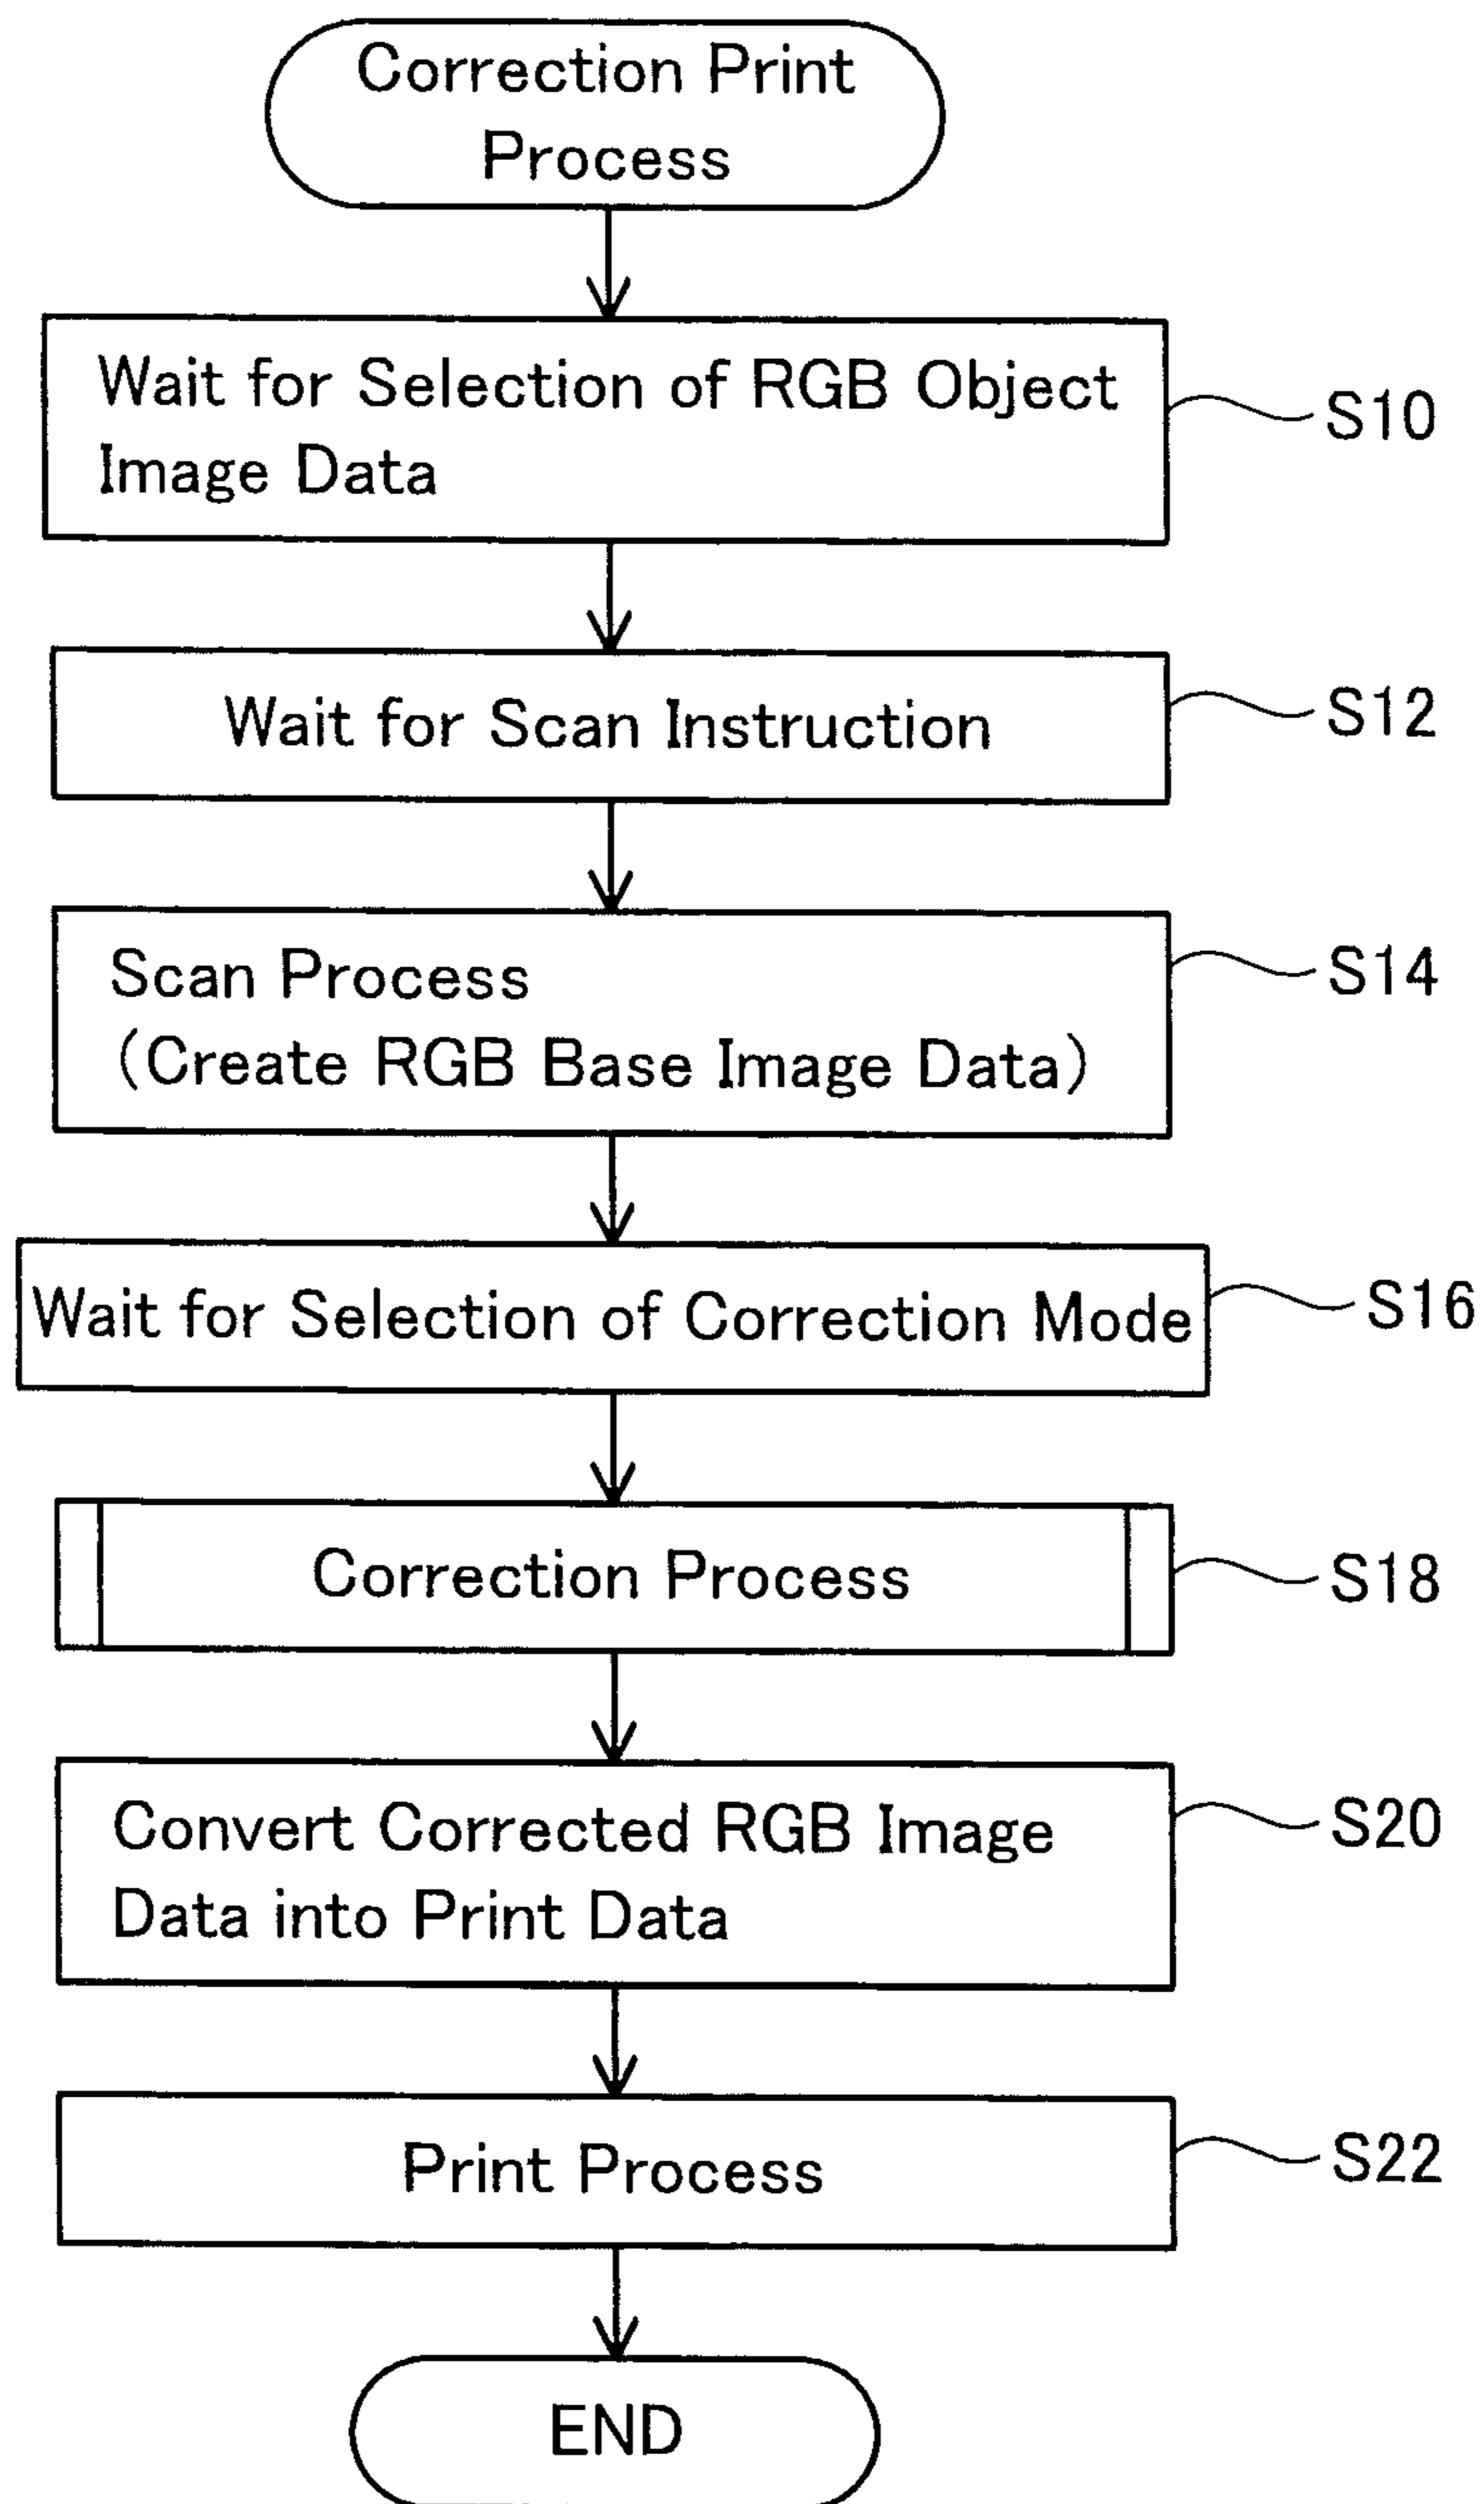 Correction Print
Process
Wait for Selection of RGB Object
Image Data
S10
Wait for Scan Instruction
S12
Scan Process
(Create RGB Base Image Data)
S14
Wait for Selection of Correction Mode
S16
Correction Process
S18
Convert Corrected RGB Image
Data into Print Data
S20
Print Process
S22
END